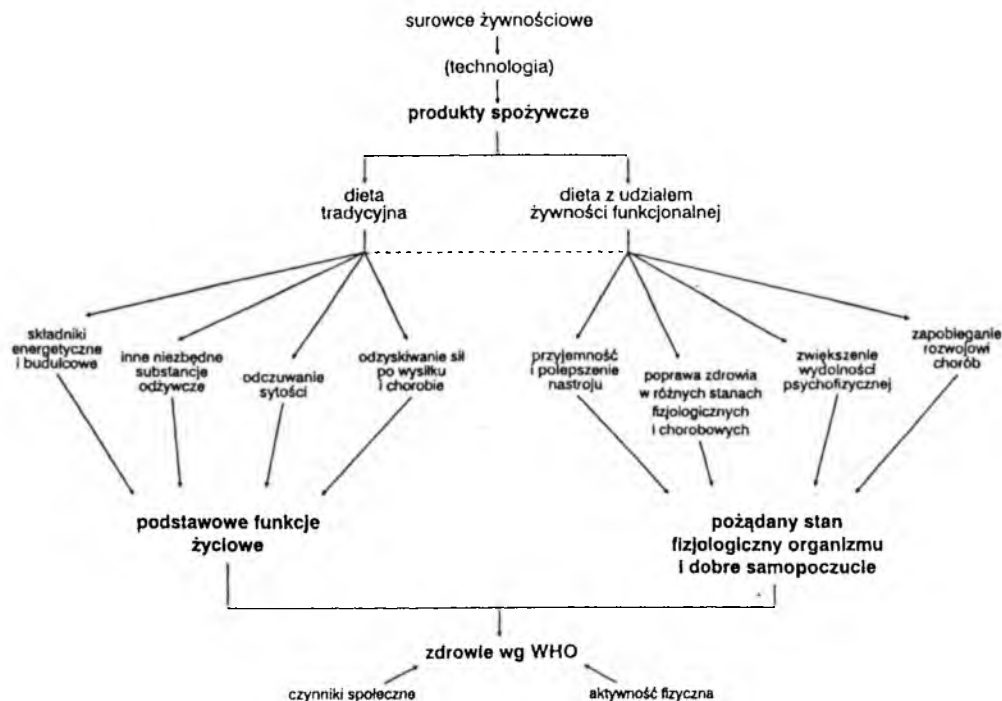 surowce żywnościowe
(technologia)
produkty spożywcze
dieta
tradycyjna
dieta z udziałem
żywności funkcjonalnej
składniki
energetyczne
i budulcowe
inne niezbędne
substancje
odżywcze
odczuwanie
sytości
odzyskiwanie sił
po wysiłku
i chorobie
przyjemność
i polepszenie
nastroju
poprawa zdrowia
w różnych stanach
fizjologicznych
i chorobowych
zwiększenie
wydolności
psychofizycznej
zapobieganie
rozwojowi
chorób
podstawowe funkcje
życiowe
pożądany stan
fizjologiczny organizmu
i dobre samopoczucie
zdrowie wg WHO
czynniki społeczne
aktywność fizyczna